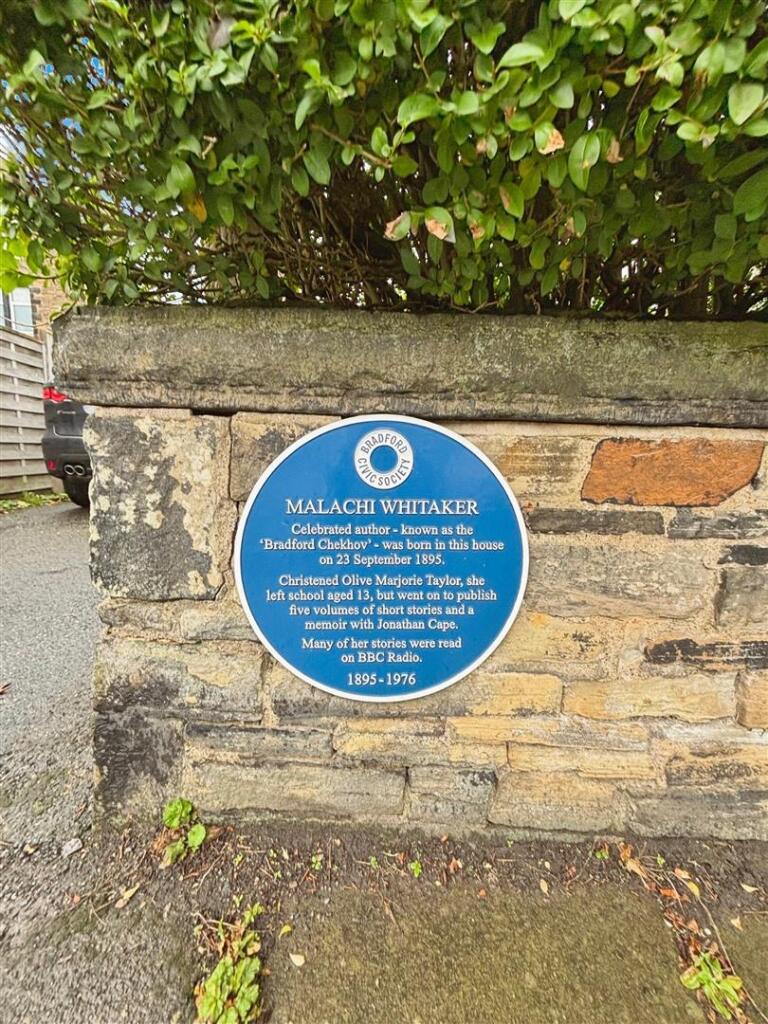 BRADFORD
CIVIC SOCIETY
MALACHI WHITAKER
Celebrated author - known as the
'Bradford Chekhov' - was born in this house
on 23 September 1895.
Christened Olive Marjorie Taylor, she
left school aged 13, but went on to publish
five volumes of short stories and a
memoir with Jonathan Cape.
Many of her stories were read
on BBC Radio.
1895 - 1976